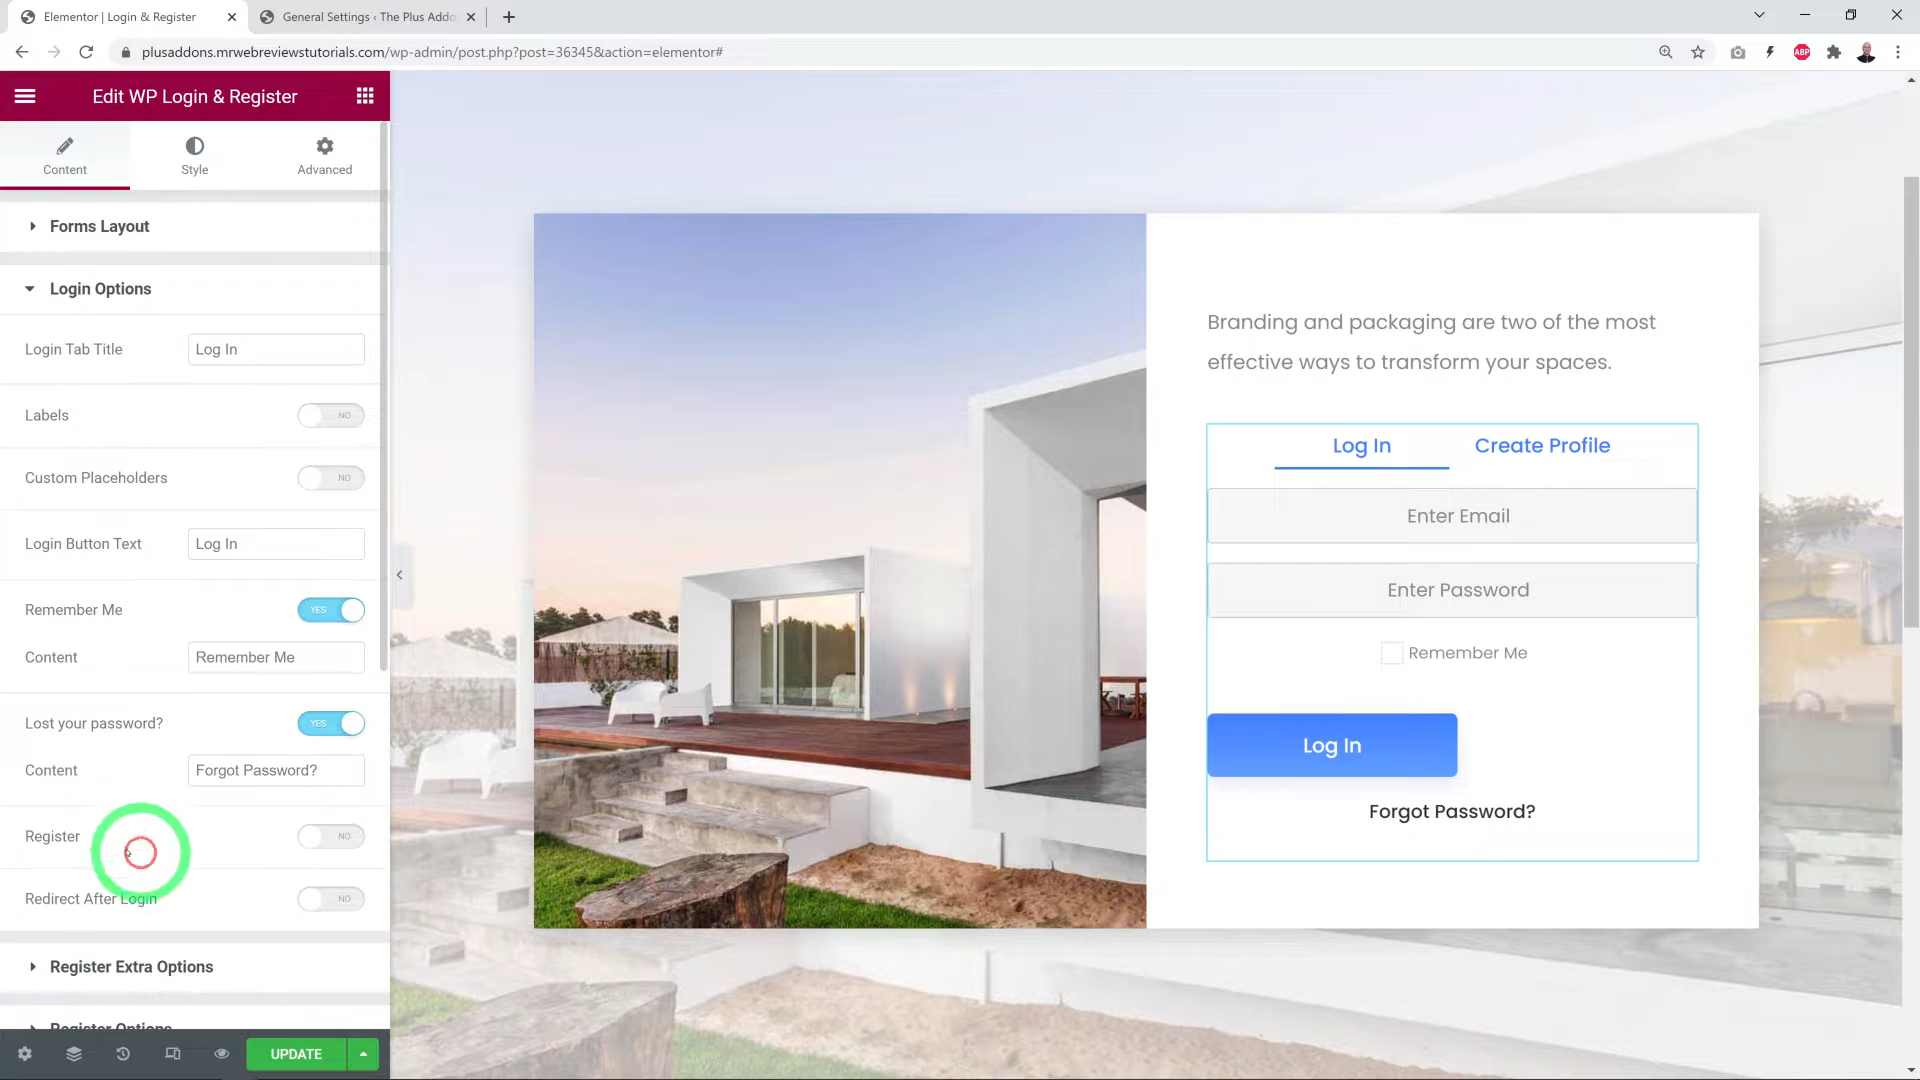 Elementor | Login & Register
General Settings ‹ The Plus Addo
plusaddons.mrwebreviewstutorials.com/wp-admin/post.php?post=36345&action=elementor#
ABP
Edit WP Login & Register
Content
Style
Advanced
Forms Layout
Login Options
Login Tab Title
Log In
Labels
NO
Custom Placeholders
NO
Login Button Text
Log In
Remember Me
YES
Content
Remember Me
Lost your password?
YES
Content
Forgot Password?
Register
NO
Redirect After Login
NO
Register Extra Options
Register Options
UPDATE
Branding and packaging are two of the most
effective ways to transform your spaces.
Log In
Create Profile
Enter Email
Enter Password
Remember Me
Log In
Forgot Password?